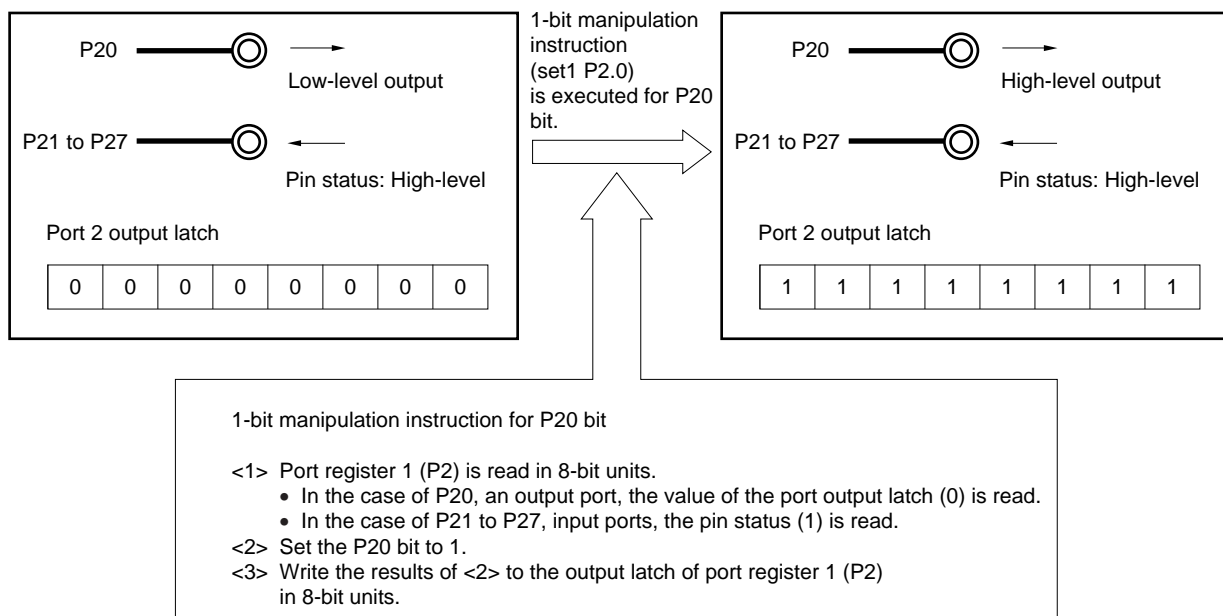 P20
Low-level output
P21 to P27
Pin status: High-level
Port 2 output latch
0 0 0 0 0 0 0 0
1-bit manipulation
instruction
(set1 P2.0)
is executed for P20
bit.
P20
High-level output
P21 to P27
Pin status: High-level
Port 2 output latch
1 1 1 1 1 1 1 1
1-bit manipulation instruction for P20 bit
<1> Port register 1 (P2) is read in 8-bit units.
• In the case of P20, an output port, the value of the port output latch (0) is read.
• In the case of P21 to P27, input ports, the pin status (1) is read.
<2> Set the P20 bit to 1.
<3> Write the results of <2> to the output latch of port register 1 (P2)
in 8-bit units.